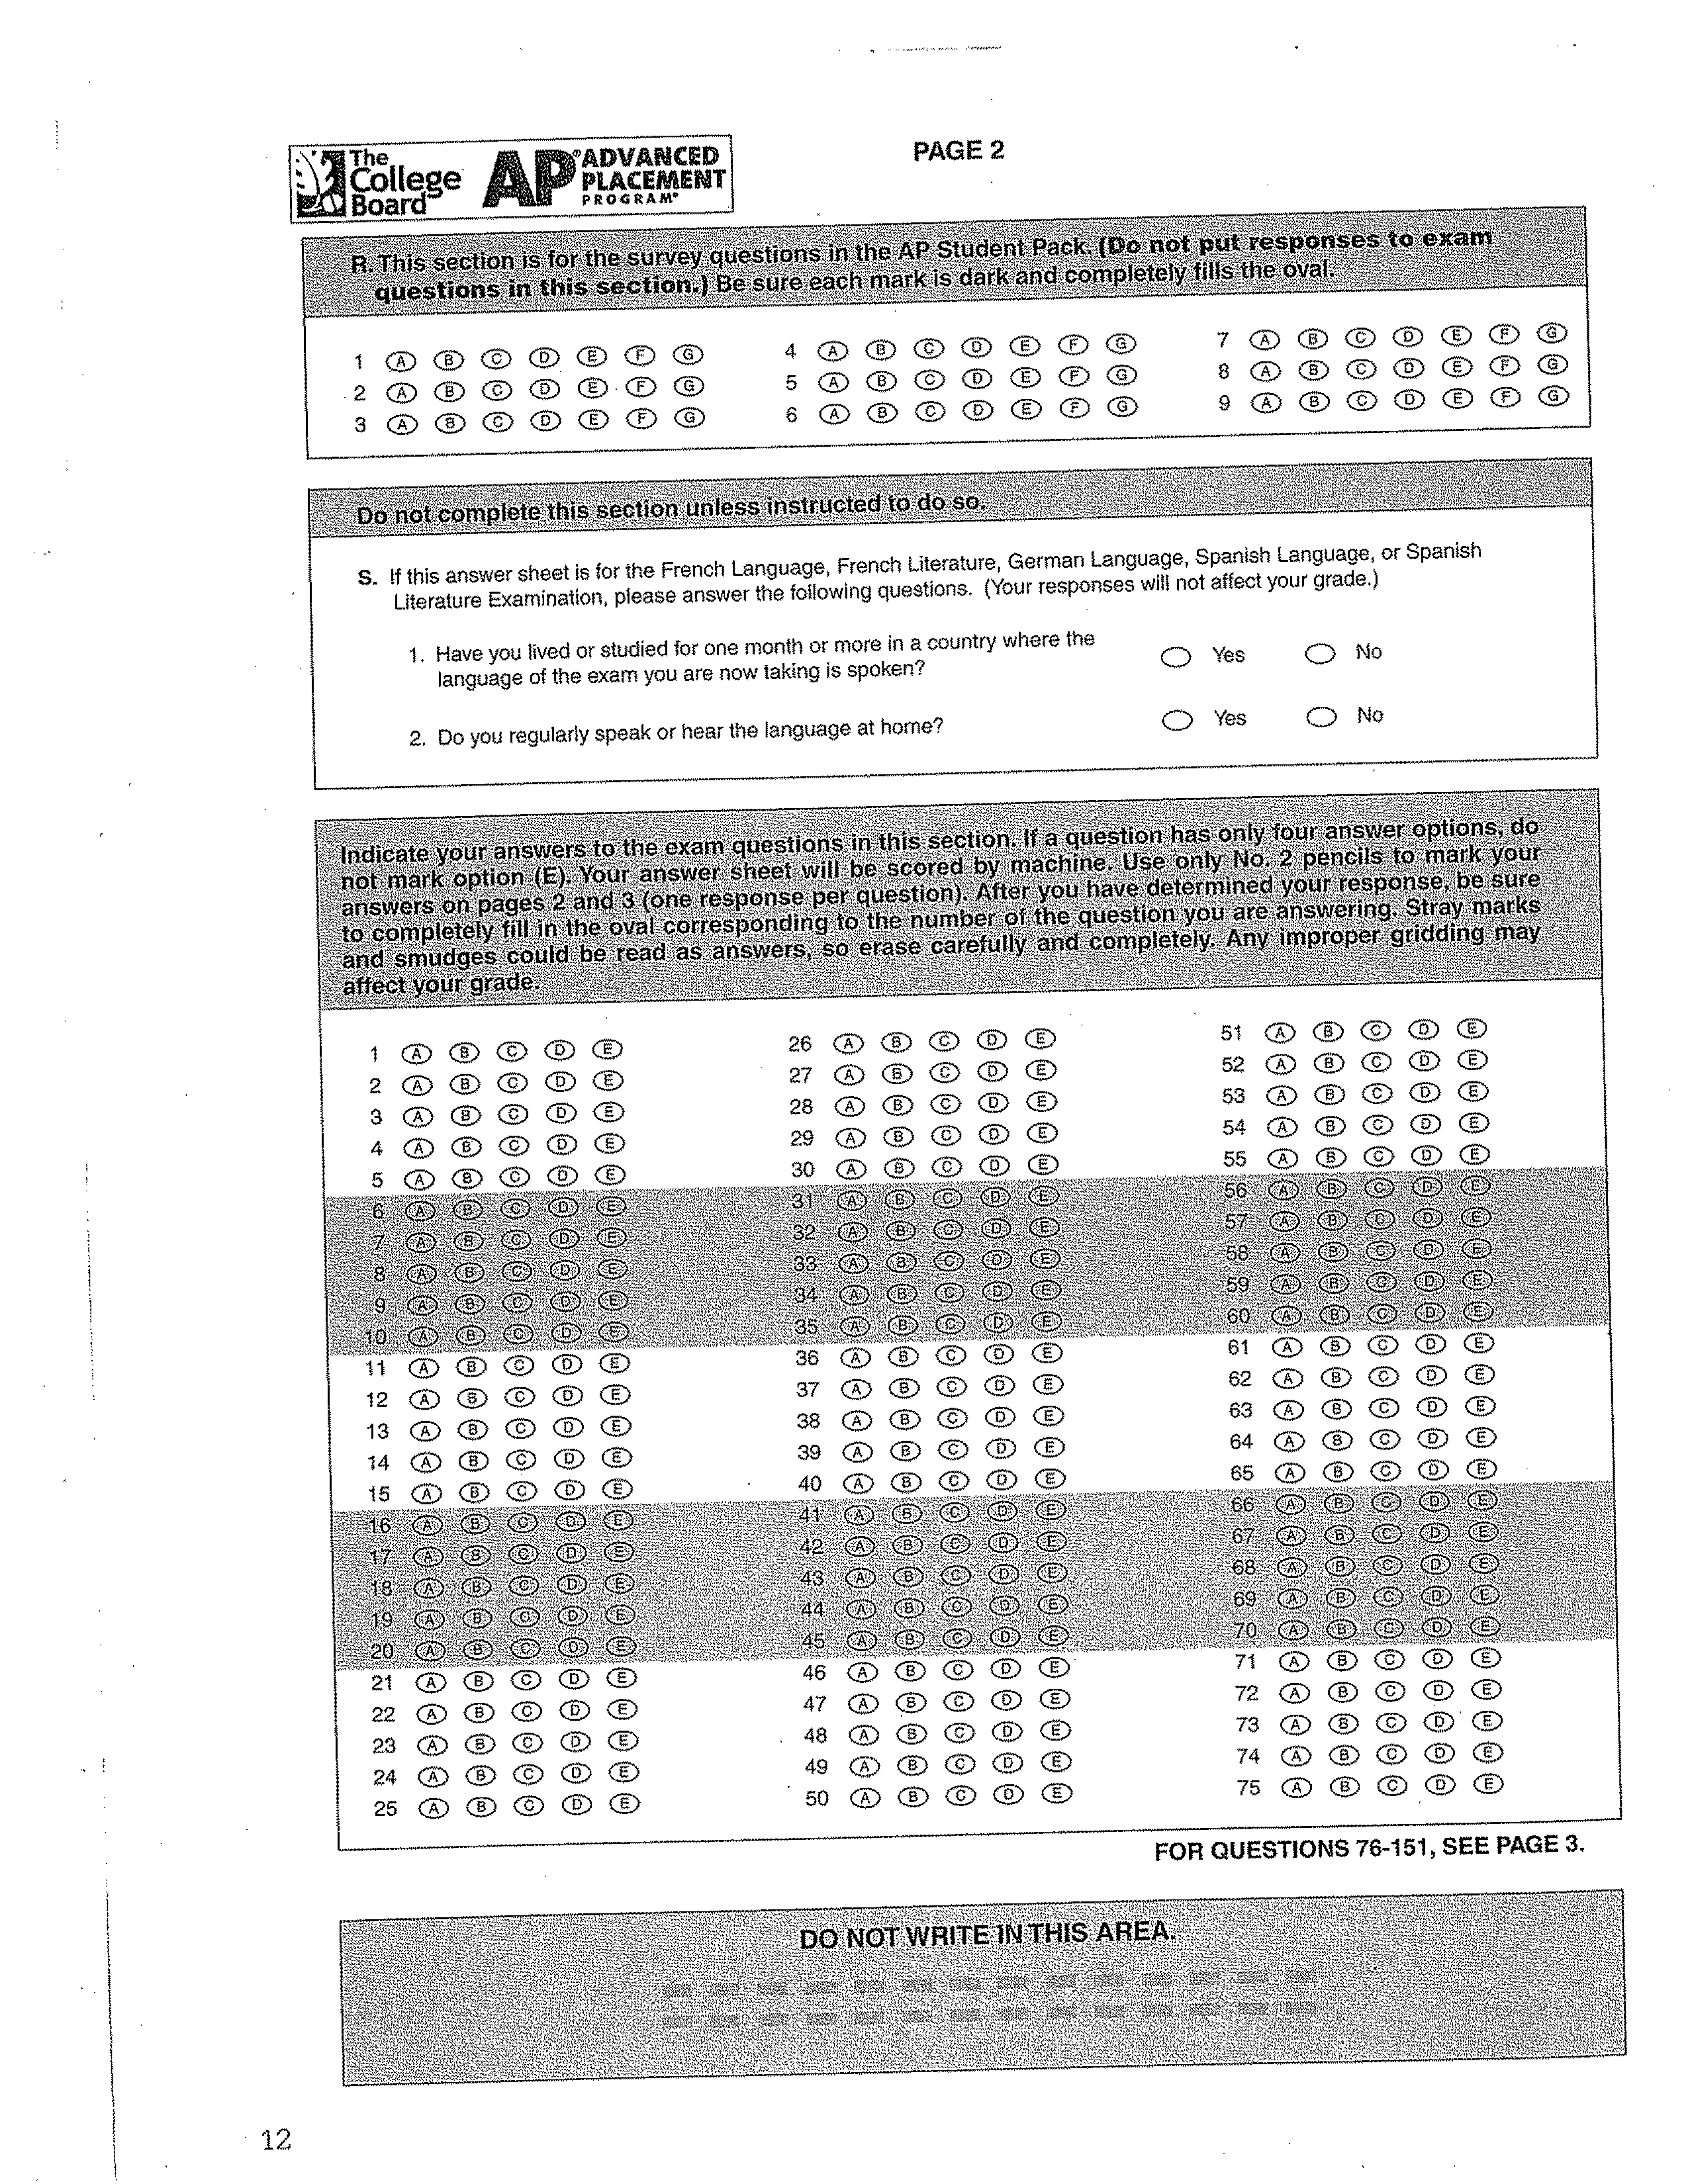 The
College
Board
AP ADVANCED
PLACEMENT
PROGRAM®
PAGE 2
R. This section is for the survey questions in the AP Student Pack. (Do not put responses to exam
questions in this section.) Be sure each mark is dark and completely fills the oval.
1 A B C D E F G 4 A B C D E F G 7 A B C D E F G
2 A B C D E F G 5 A B C D E F G 8 A B C D E F G
3 A B C D E F G 6 A B C D E F G 9 A B C D E F G
Do not complete this section unless instructed to do so.
S. If this answer sheet is for the French Language, French Literature, German Language, Spanish Language, or Spanish
Literature Examination, please answer the following questions. (Your responses will not affect your grade.)
1. Have you lived or studied for one month or more in a country where the
language of the exam you are now taking is spoken? Yes No
2. Do you regularly speak or hear the language at home? Yes No
Indicate your answers to the exam questions in this section. If a question has only four answer options, do
not mark option (E). Your answer sheet will be scored by machine. Use only No. 2 pencils to mark your
answers on pages 2 and 3 (one response per question). After you have determined your response, be sure
to completely fill in the oval corresponding to the number of the question you are answering. Stray marks
and smudges could be read as answers, so erase carefully and completely. Any improper gridding may
affect your grade.
1 A B C D E 26 A B C D E 51 A B C D E
2 A B C D E 27 A B C D E 52 A B C D E
3 A B C D E 28 A B C D E 53 A B C D E
4 A B C D E 29 A B C D E 54 A B C D E
5 A B C D E 30 A B C D E 55 A B C D E
6 A B C D E 31 A B C D E 56 A B C D E
7 A B C D E 32 A B C D E 57 A B C D E
8 A B C D E 33 A B C D E 58 A B C D E
9 A B C D E 34 A B C D E 59 A B C D E
10 A B C D E 35 A B C D E 60 A B C D E
11 A B C D E 36 A B C D E 61 A B C D E
12 A B C D E 37 A B C D E 62 A B C D E
13 A B C D E 38 A B C D E 63 A B C D E
14 A B C D E 39 A B C D E 64 A B C D E
15 A B C D E 40 A B C D E 65 A B C D E
16 A B C D E 41 A B C D E 66 A B C D E
17 A B C D E 42 A B C D E 67 A B C D E
18 A B C D E 43 A B C D E 68 A B C D E
19 A B C D E 44 A B C D E 69 A B C D E
20 A B C D E 45 A B C D E 70 A B C D E
21 A B C D E 46 A B C D E 71 A B C D E
22 A B C D E 47 A B C D E 72 A B C D E
23 A B C D E 48 A B C D E 73 A B C D E
24 A B C D E 49 A B C D E 74 A B C D E
25 A B C D E 50 A B C D E 75 A B C D E
FOR QUESTIONS 76-151, SEE PAGE 3.
DO NOT WRITE IN THIS AREA.
12